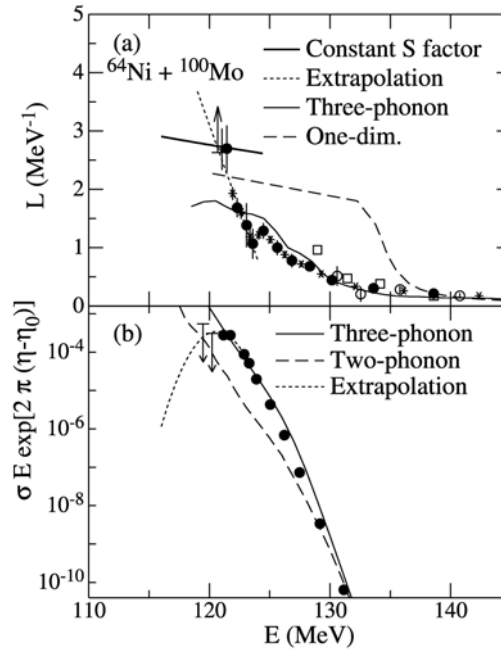 5
4
3
2
1
0
L (MeV⁻¹)
(a)
⁶⁴Ni + ¹⁰⁰Mo
Constant S factor
Extrapolation
Three-phonon
One-dim.
(b)
Three-phonon
Two-phonon
Extrapolation
10⁻⁴
10⁻⁶
10⁻⁸
10⁻¹⁰
σ E exp[2 π (η-η₀)]
110 120 130 140
E (MeV)